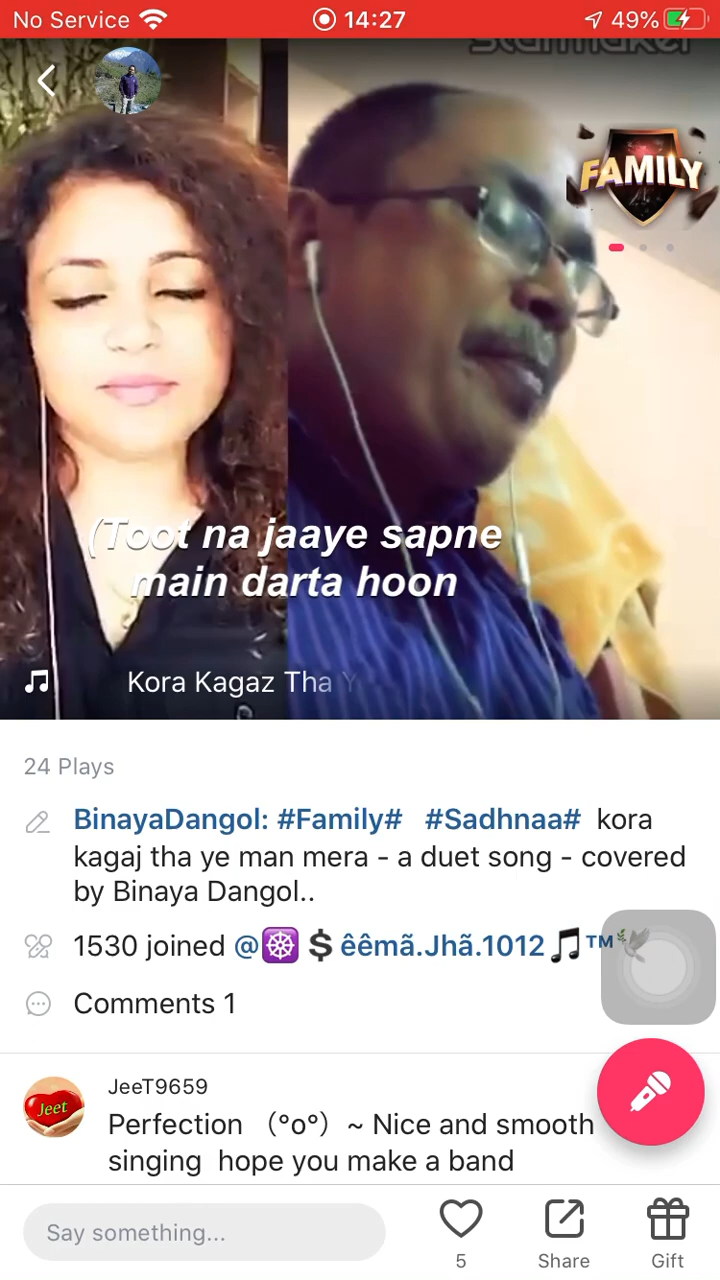 No Service 14:27 49%
StarMaker
FAMILY
(Toot na jaaye sapne
main darta hoon
Kora Kagaz Tha Y
24 Plays
BinayaDangol: #Family# #Sadhnaa# kora
kagaj tha ye man mera - a duet song - covered
by Binaya Dangol..
1530 joined @☸️💲êêmã.Jhã.1012🎵™🕊️
Comments 1
Jeet
JeeT9659
Perfection （°o°）~ Nice and smooth
singing hope you make a band
Say something...
5 Share Gift